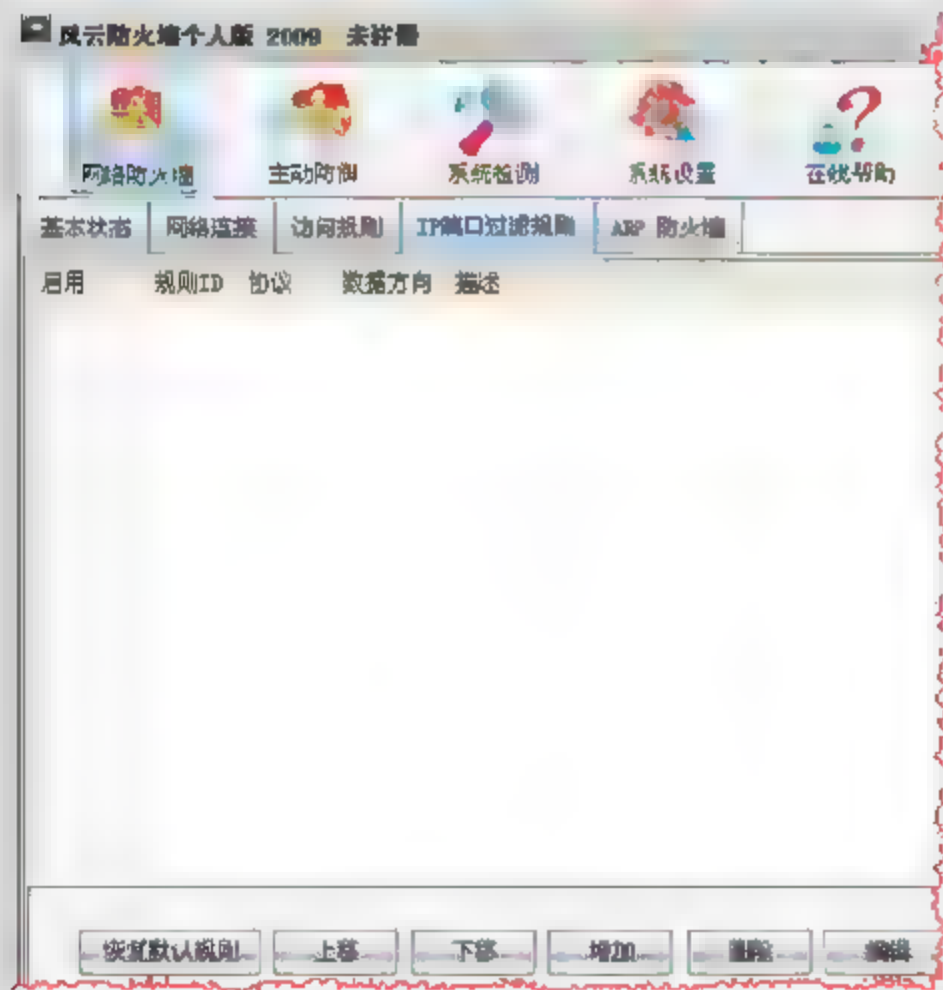 风云防火墙个人版 2009 未注册
网络防火墙 主动防御 系统检测 系统设置 在线帮助
基本状态 网络连接 访问规则 IP端口过滤规则 ARP 防火墙
启用 规则ID 协议 数据方向 描述
恢复默认规则 上移 下移 增加 删除 编辑